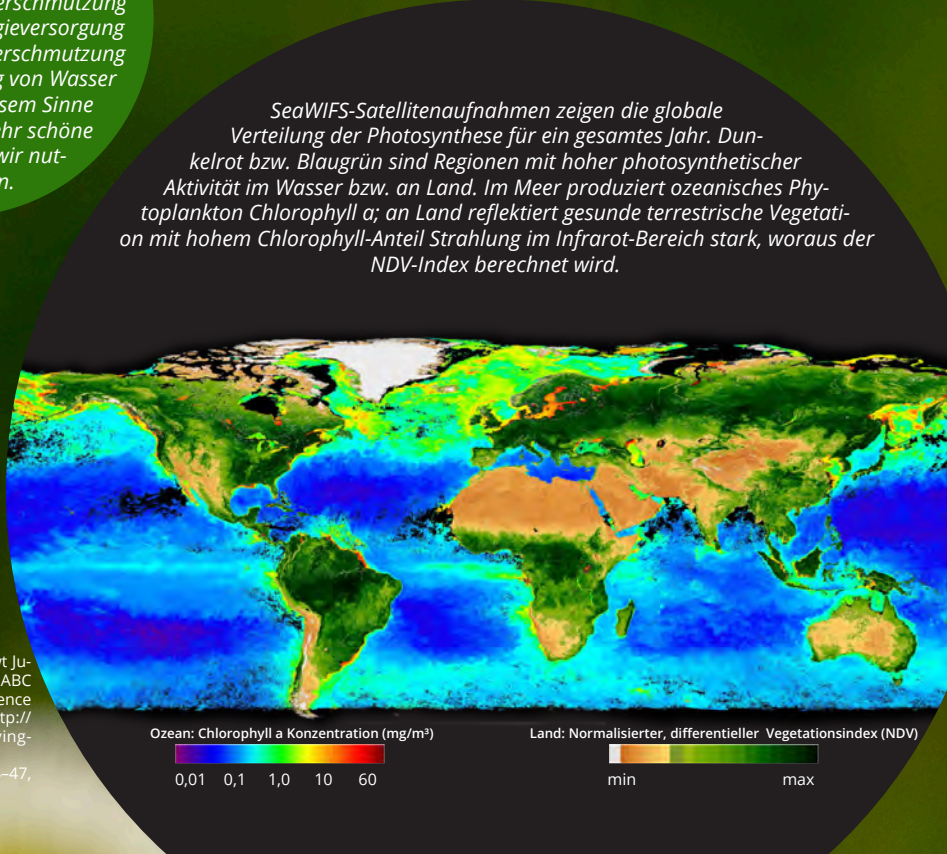 erschmutzung
gieversorgung
erschmutzung
g von Wasser
sem Sinne
ehr schöne
wir nut-
n.
SeaWIFS-Satellitenaufnahmen zeigen die globale
Verteilung der Photosynthese für ein gesamtes Jahr. Dun-
kelrot bzw. Blaugrün sind Regionen mit hoher photosynthetischer
Aktivität im Wasser bzw. an Land. Im Meer produziert ozeanisches Phy-
toplankton Chlorophyll a; an Land reflektiert gesunde terrestrische Vegetati-
on mit hohem Chlorophyll-Anteil Strahlung im Infrarot-Bereich stark, woraus der
NDV-Index berechnet wird.
t Ju-
ABC
ence
tp://
ing-
–47,
Ozean: Chlorophyll a Konzentration (mg/m³)
0,01 0,1 1,0 10 60
Land: Normalisierter, differentieller Vegetationsindex (NDV)
min max